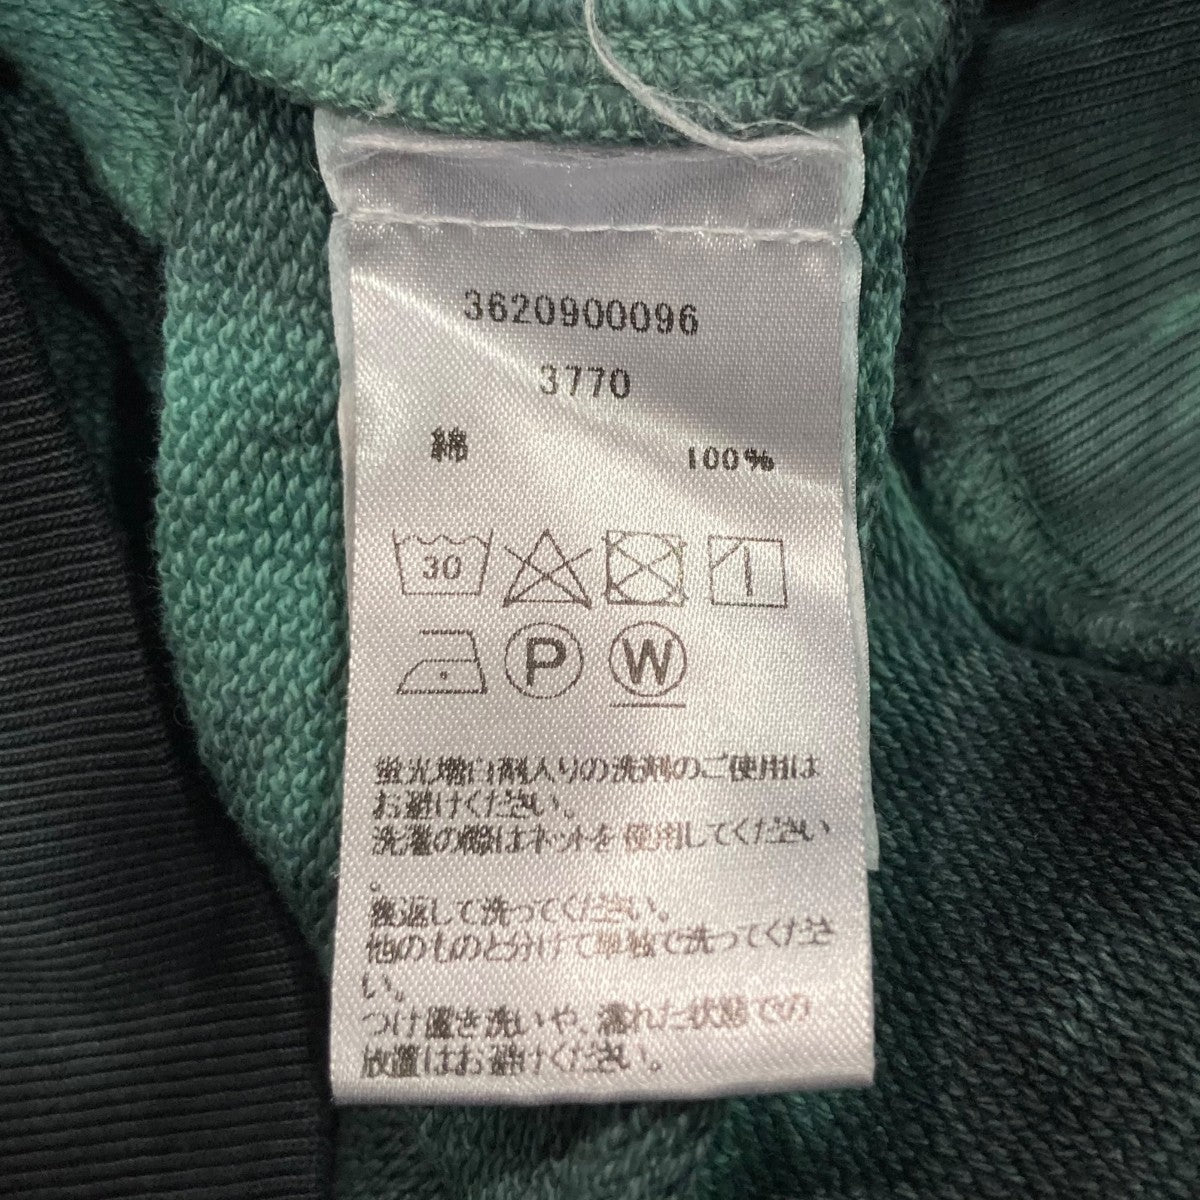 3620900096
3770
綿 100%
30
P W
蛍光増白剤入りの洗剤のご使用は
お避けください。
洗濯の際はネットを使用してください
。
裏返して洗ってください。
他のものと分けて単独で洗ってくださ
い。
つけ置き洗いや、濡れた状態での
放置はお避けください。